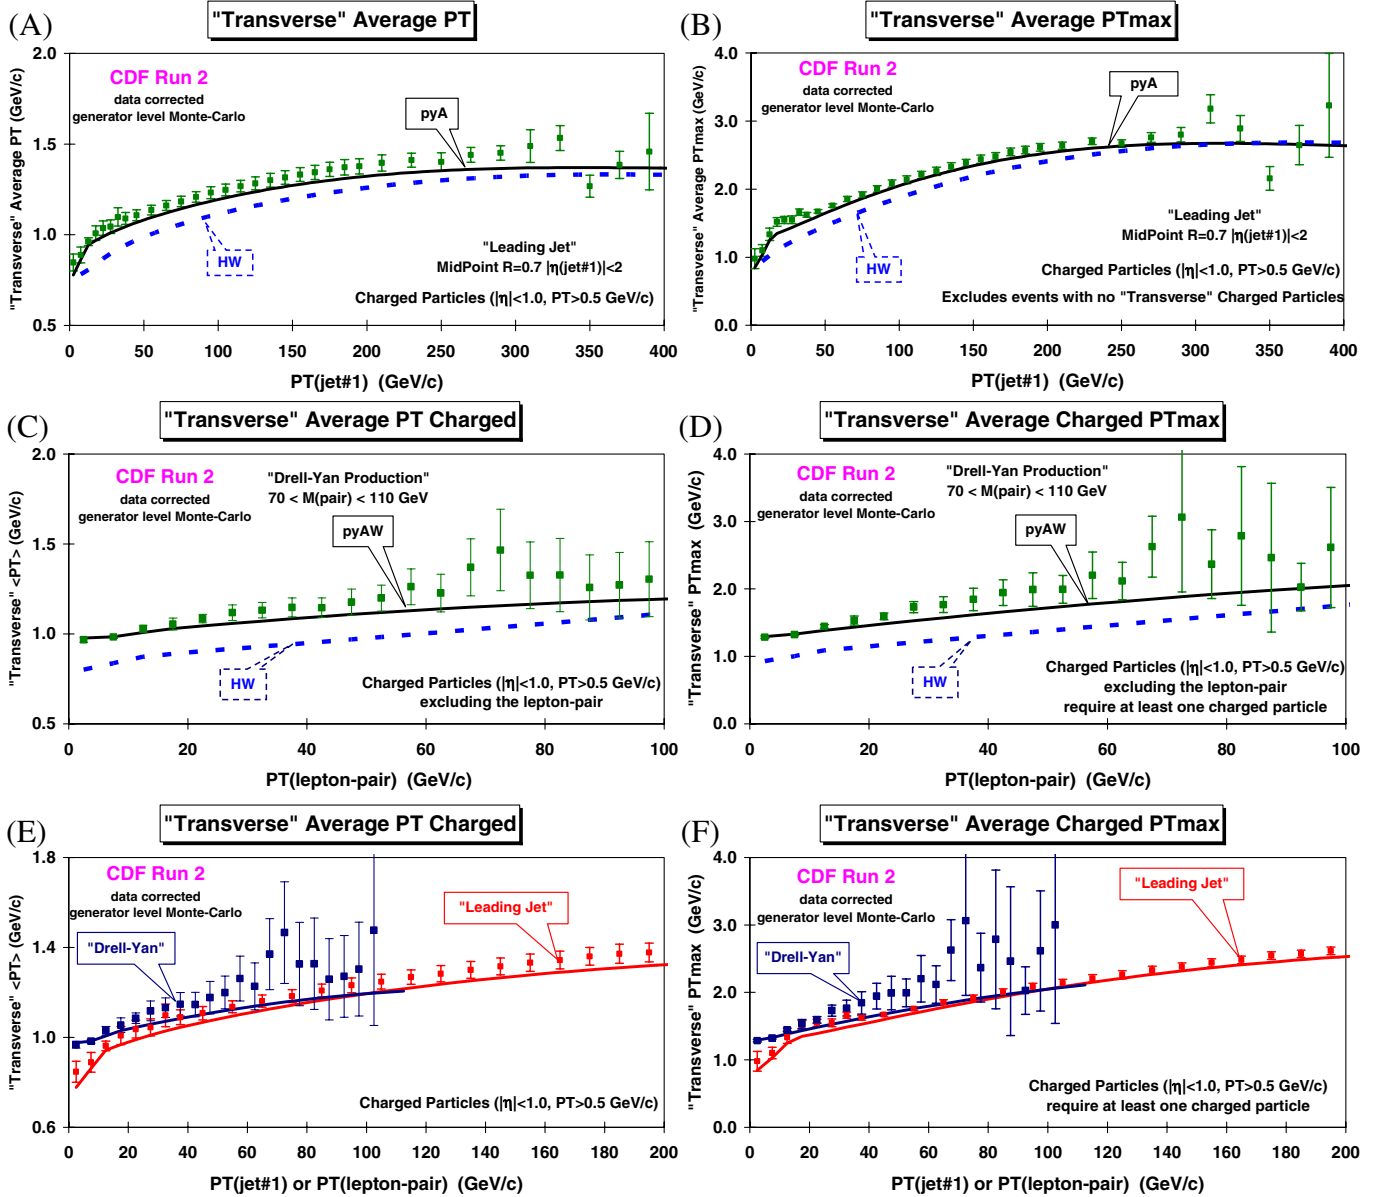 (A)
"Transverse" Average PT
"Transverse" Average PT (GeV/c)
2.0
1.5
1.0
0.5
CDF Run 2
data corrected
generator level Monte-Carlo
pyA
HW
"Leading Jet"
MidPoint R=0.7 |η(jet#1)|<2
Charged Particles (|η|<1.0, PT>0.5 GeV/c)
0 50 100 150 200 250 300 350 400
PT(jet#1) (GeV/c)
(B)
"Transverse" Average PTmax
"Transverse" Average PTmax (GeV/c)
4.0
3.0
2.0
1.0
0.0
CDF Run 2
data corrected
generator level Monte-Carlo
pyA
HW
"Leading Jet"
MidPoint R=0.7 |η(jet#1)|<2
Charged Particles (|η|<1.0, PT>0.5 GeV/c)
Excludes events with no "Transverse" Charged Particles
0 50 100 150 200 250 300 350 400
PT(jet#1) (GeV/c)
(C)
"Transverse" Average PT Charged
"Transverse" <PT> (GeV/c)
2.0
1.5
1.0
0.5
CDF Run 2
data corrected
generator level Monte-Carlo
"Drell-Yan Production"
70 < M(pair) < 110 GeV
pyAW
HW
Charged Particles (|η|<1.0, PT>0.5 GeV/c)
excluding the lepton-pair
0 20 40 60 80 100
PT(lepton-pair) (GeV/c)
(D)
"Transverse" Average Charged PTmax
"Transverse" PTmax (GeV/c)
4.0
3.0
2.0
1.0
0.0
CDF Run 2
data corrected
generator level Monte-Carlo
"Drell-Yan Production"
70 < M(pair) < 110 GeV
pyAW
HW
Charged Particles (|η|<1.0, PT>0.5 GeV/c)
excluding the lepton-pair
require at least one charged particle
0 20 40 60 80 100
PT(lepton-pair) (GeV/c)
(E)
"Transverse" Average PT Charged
"Transverse" <PT> (GeV/c)
1.8
1.4
1.0
0.6
CDF Run 2
data corrected
generator level Monte-Carlo
"Drell-Yan"
"Leading Jet"
Charged Particles (|η|<1.0, PT>0.5 GeV/c)
0 20 40 60 80 100 120 140 160 180 200
PT(jet#1) or PT(lepton-pair) (GeV/c)
(F)
"Transverse" Average Charged PTmax
"Transverse" PTmax (GeV/c)
4.0
3.0
2.0
1.0
0.0
CDF Run 2
data corrected
generator level Monte-Carlo
"Drell-Yan"
"Leading Jet"
Charged Particles (|η|<1.0, PT>0.5 GeV/c)
require at least one charged particle
0 20 40 60 80 100 120 140 160 180 200
PT(jet#1) or PT(lepton-pair) (GeV/c)